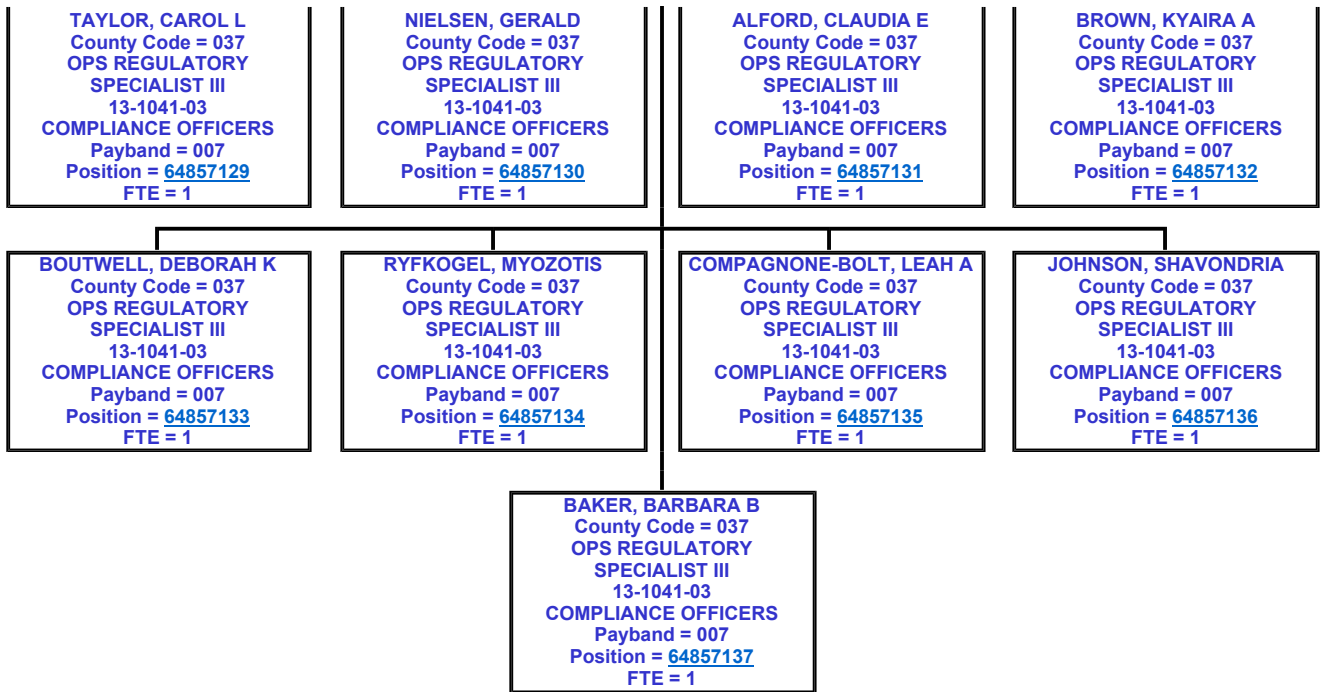 TAYLOR, CAROL L
County Code = 037
OPS REGULATORY
SPECIALIST III
13-1041-03
COMPLIANCE OFFICERS
Payband = 007
Position = 64857129
FTE = 1
NIELSEN, GERALD
County Code = 037
OPS REGULATORY
SPECIALIST III
13-1041-03
COMPLIANCE OFFICERS
Payband = 007
Position = 64857130
FTE = 1
ALFORD, CLAUDIA E
County Code = 037
OPS REGULATORY
SPECIALIST III
13-1041-03
COMPLIANCE OFFICERS
Payband = 007
Position = 64857131
FTE = 1
BROWN, KYAIRA A
County Code = 037
OPS REGULATORY
SPECIALIST III
13-1041-03
COMPLIANCE OFFICERS
Payband = 007
Position = 64857132
FTE = 1
BOUTWELL, DEBORAH K
County Code = 037
OPS REGULATORY
SPECIALIST III
13-1041-03
COMPLIANCE OFFICERS
Payband = 007
Position = 64857133
FTE = 1
RYFKOGEL, MYOZOTIS
County Code = 037
OPS REGULATORY
SPECIALIST III
13-1041-03
COMPLIANCE OFFICERS
Payband = 007
Position = 64857134
FTE = 1
COMPAGNONE-BOLT, LEAH A
County Code = 037
OPS REGULATORY
SPECIALIST III
13-1041-03
COMPLIANCE OFFICERS
Payband = 007
Position = 64857135
FTE = 1
JOHNSON, SHAVONDRIA
County Code = 037
OPS REGULATORY
SPECIALIST III
13-1041-03
COMPLIANCE OFFICERS
Payband = 007
Position = 64857136
FTE = 1
BAKER, BARBARA B
County Code = 037
OPS REGULATORY
SPECIALIST III
13-1041-03
COMPLIANCE OFFICERS
Payband = 007
Position = 64857137
FTE = 1